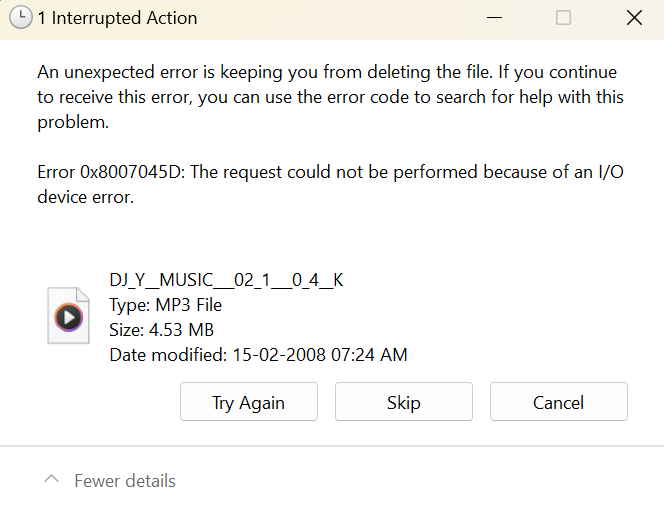 1 Interrupted Action
An unexpected error is keeping you from deleting the file. If you continue
to receive this error, you can use the error code to search for help with this
problem.
Error 0x8007045D: The request could not be performed because of an I/O
device error.
DJ_Y__MUSIC___02_1___0_4__K
Type: MP3 File
Size: 4.53 MB
Date modified: 15-02-2008 07:24 AM
Try Again Skip Cancel
Fewer details